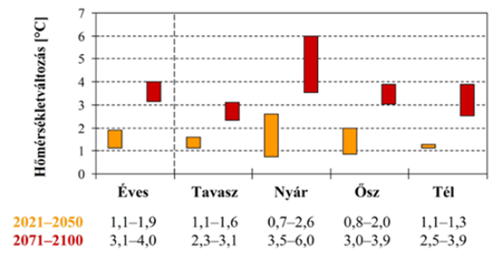 Hőmérsékletváltozás [°C]
7
6
5
4
3
2
1
0
Éves Tavasz Nyár Ősz Tél
2021–2050 1,1–1,9 1,1–1,6 0,7–2,6 0,8–2,0 1,1–1,3
2071–2100 3,1–4,0 2,3–3,1 3,5–6,0 3,0–3,9 2,5–3,9